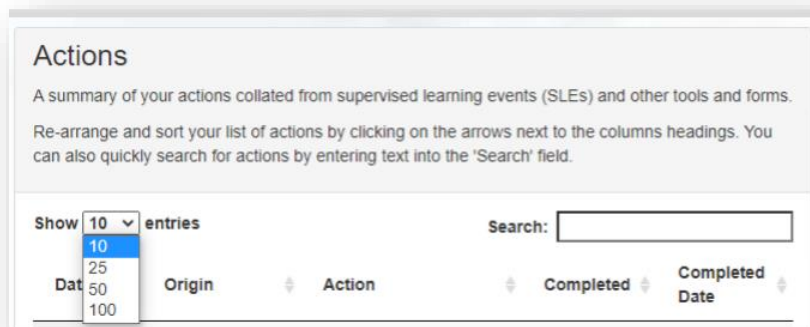 Actions
A summary of your actions collated from supervised learning events (SLEs) and other tools and forms.
Re-arrange and sort your list of actions by clicking on the arrows next to the columns headings. You
can also quickly search for actions by entering text into the 'Search' field.
Show 10 entries Search:
10
25
50
100
Dat Origin Action Completed Completed
Date